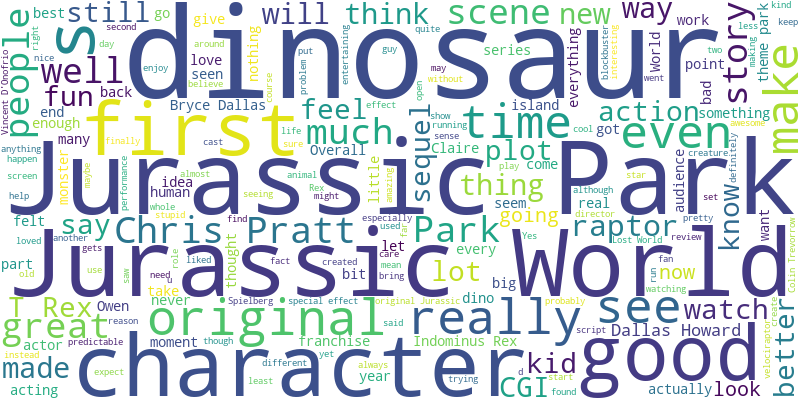 best
still
Vincent D'Onofrio
right
people
s
dinosaur
day
second
nice
enjoy
go
well
fun
back
Bryce Dallas
end
enough
many
anything
happen
screen
help
monster
maybe
first
finally
life
sure
cast
idea
human
performance
whole
stupid
around
love
seen
believe
course
give
nothing
put
problem
entertaining
guy
will
think
may
without
effect
feel
much
Overall
scene
quite
series
new
way
work
World
went
blockbuster
interesting
everything
island
open
show
running
sense
time
action
got
cool
even
two
less
making
kind
keep
point
bad
something
theme park
story
make
Jurassic Park
Claire
plot
come
sequel
play
creature
awesome
definitely
audience
almost
animal
seeing
Rex
might
amazing
little
thing
seem
going
although
real
director
star
set
pretty
want
know
felt
say
loved
another
part
gets
old
use
saw
Chris Pratt
role
need
take
liked
thought
find
fact
created
let
care
mean
bring
bit
especially
used
far
Park
every
lot
Yes
raptor
Lost World
review
big
run
fan
now
watching
Colin Trevorrow
Jurassic World
T Rex
Owen
never
Spielberg
special effect
original Jurassic
dino
probably
see
watch
create
velociraptor
better
great
reason
original
said
really
script
Dallas Howard
actor
predictable
moment
though
yet
franchise
Indominus Rex
instead
made
expect
acting
character
different
least
always
year
trying
d
CGI
start
found
kid
good
actually
look